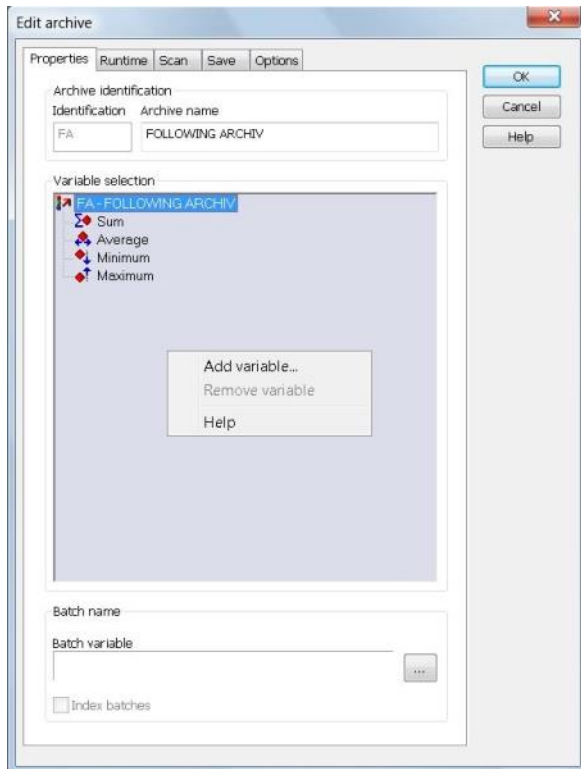 Edit archive
Properties Runtime Scan Save Options
OK
Cancel
Help
Archive identification
Identification Archive name
FA FOLLOWING ARCHIV
Variable selection
FA - FOLLOWING ARCHIV
Sum
Average
Minimum
Maximum
Add variable...
Remove variable
Help
Batch name
Batch variable
...
Index batches